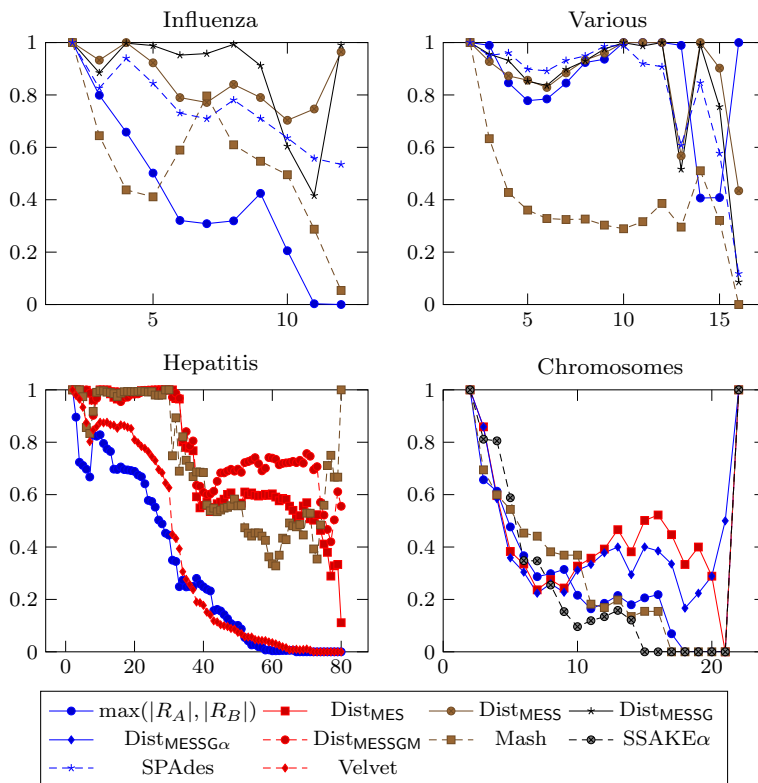 Influenza
Various
1
0.8
0.6
0.4
0.2
0
5
10
1
0.8
0.6
0.4
0.2
0
5
10
15
Hepatitis
Chromosomes
1
0.8
0.6
0.4
0.2
0
0
20
40
60
80
1
0.8
0.6
0.4
0.2
0
0
10
20
max(|R_A|, |R_B|)
Dist_MES
Dist_MESS
Dist_MESSG
Dist_MESSGα
Dist_MESSGM
Mash
SSAKEα
SPAdes
Velvet